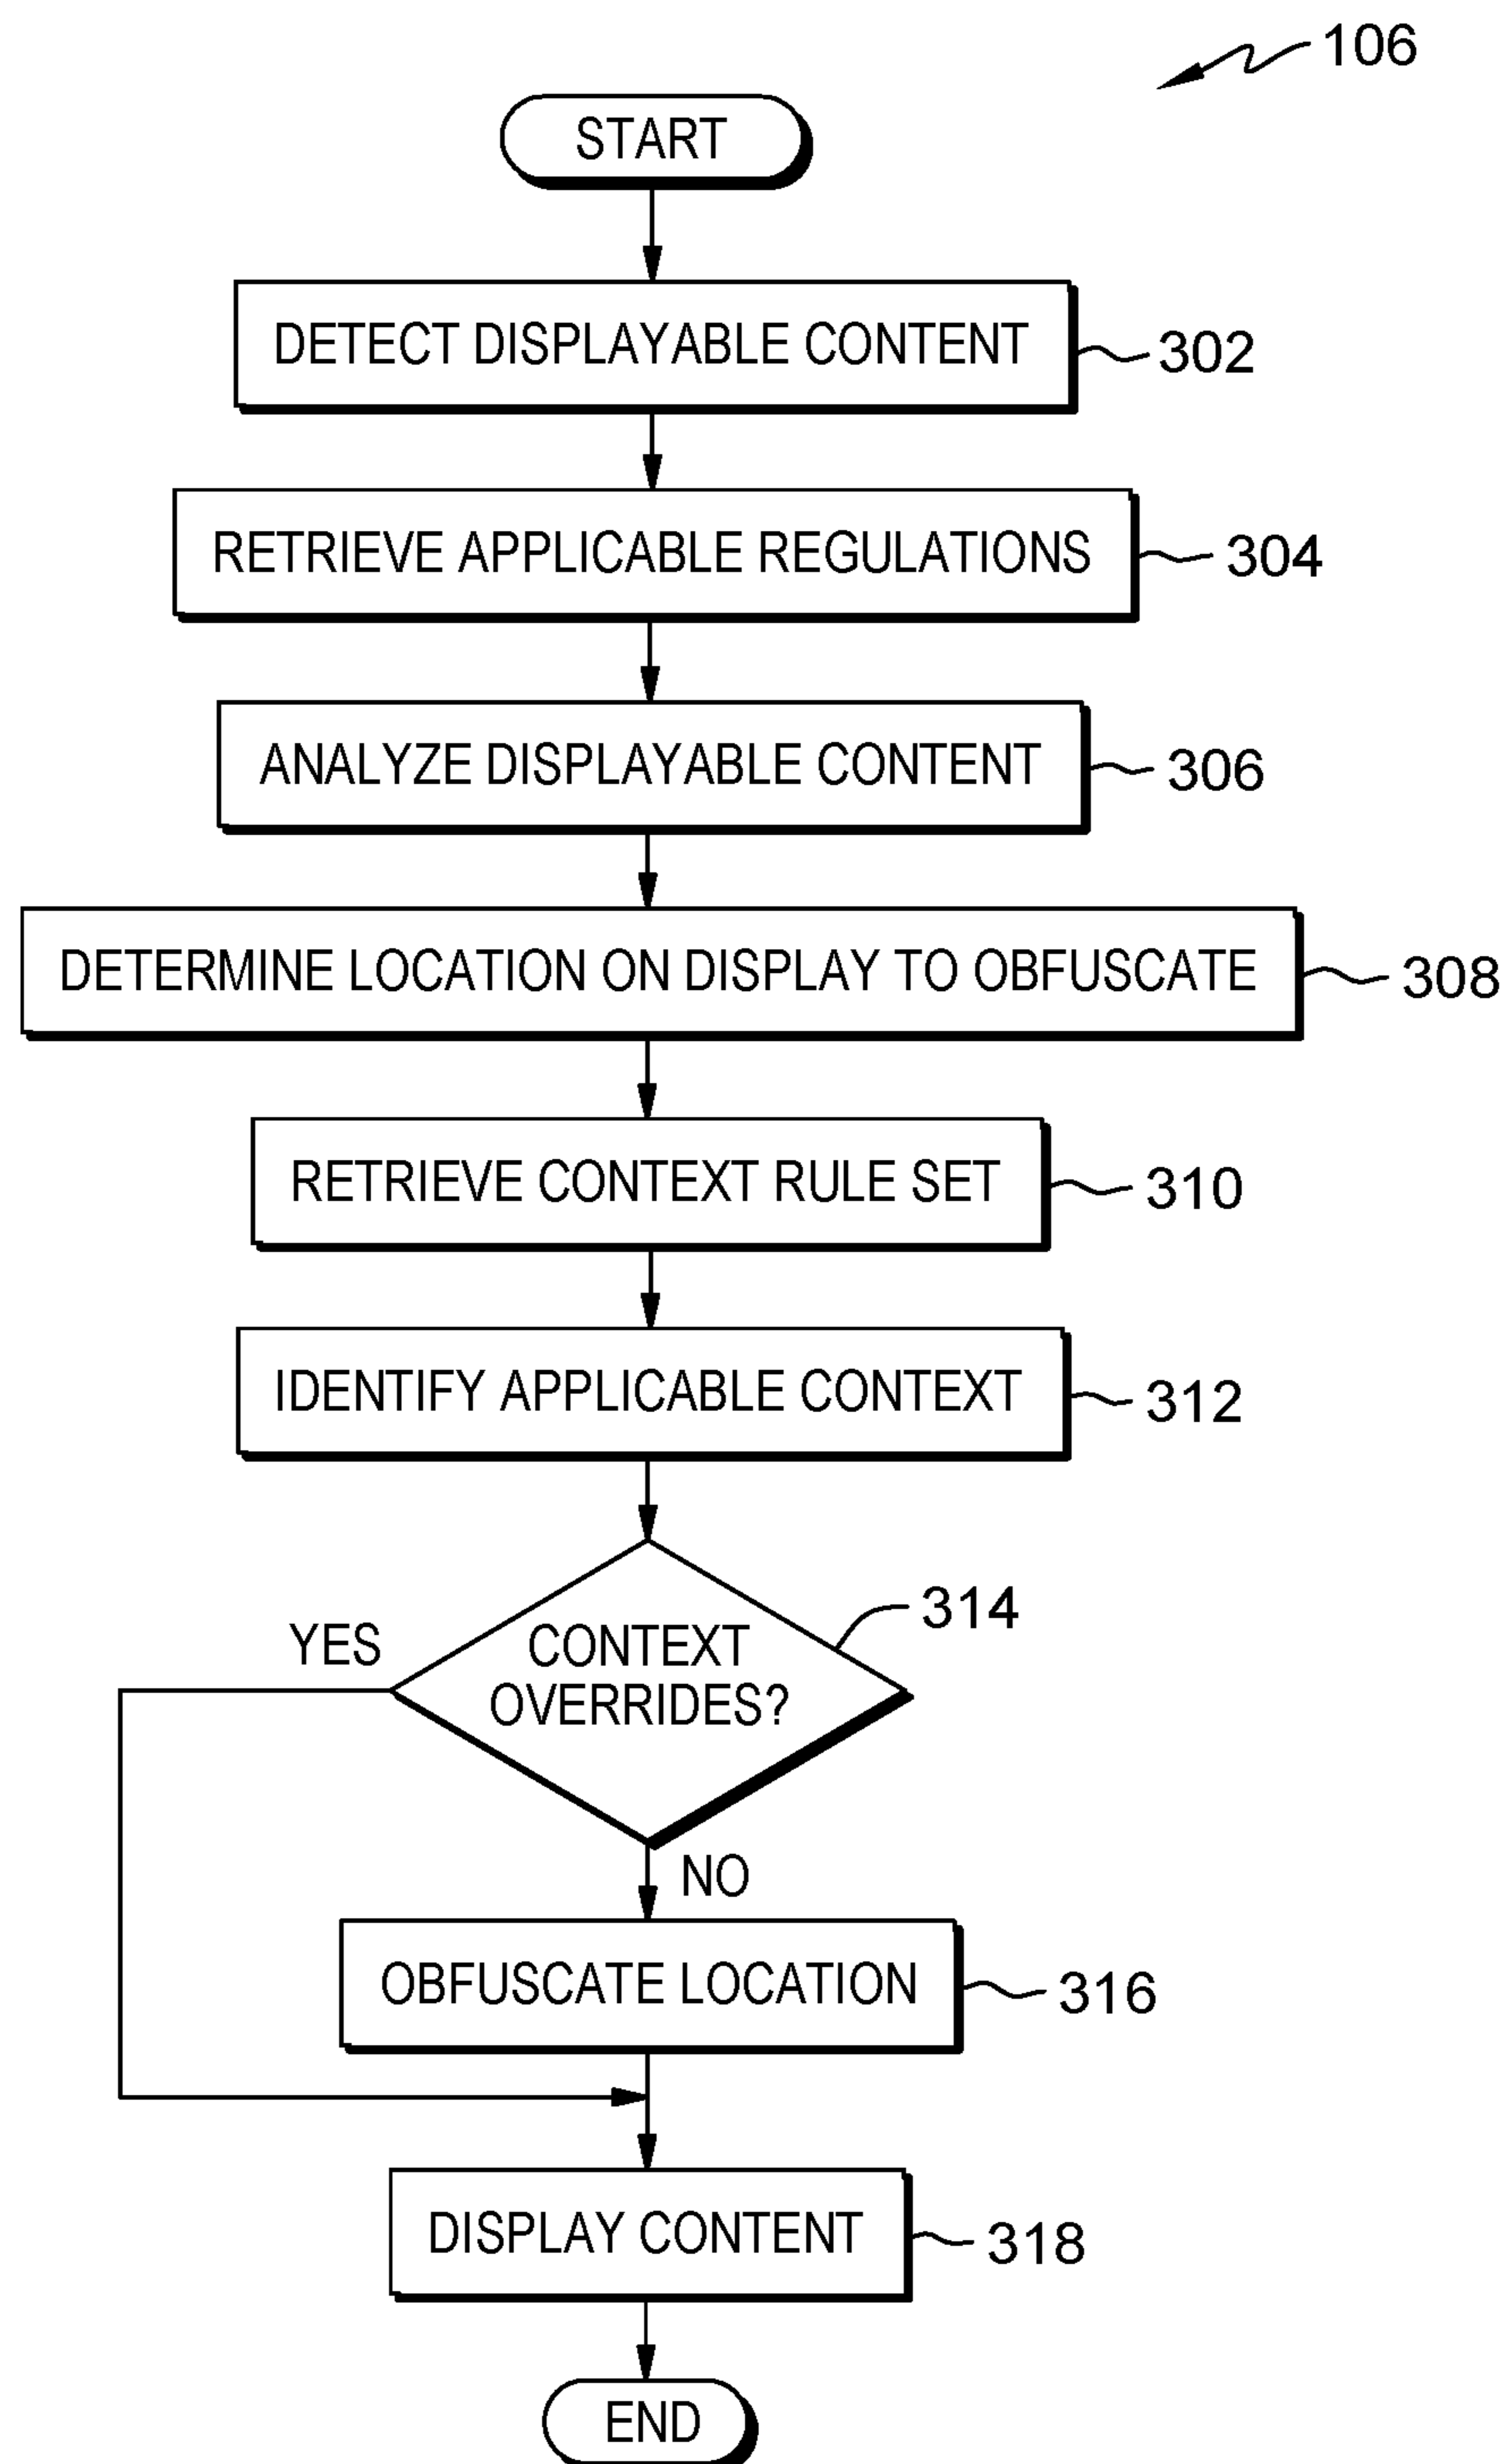 106
START
DETECT DISPLAYABLE CONTENT
302
RETRIEVE APPLICABLE REGULATIONS
304
ANALYZE DISPLAYABLE CONTENT
306
DETERMINE LOCATION ON DISPLAY TO OBFUSCATE
308
RETRIEVE CONTEXT RULE SET
310
IDENTIFY APPLICABLE CONTEXT
312
314
YES
CONTEXT
OVERRIDES?
NO
OBFUSCATE LOCATION
316
DISPLAY CONTENT
318
END